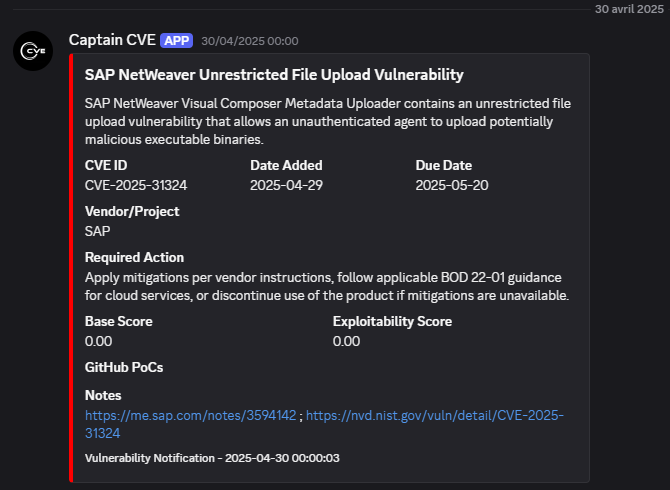 30 avril 2025
CVE
Captain CVE APP 30/04/2025 00:00
SAP NetWeaver Unrestricted File Upload Vulnerability
SAP NetWeaver Visual Composer Metadata Uploader contains an unrestricted file
upload vulnerability that allows an unauthenticated agent to upload potentially
malicious executable binaries.
CVE ID Date Added Due Date
CVE-2025-31324 2025-04-29 2025-05-20
Vendor/Project
SAP
Required Action
Apply mitigations per vendor instructions, follow applicable BOD 22-01 guidance
for cloud services, or discontinue use of the product if mitigations are unavailable.
Base Score Exploitability Score
0.00 0.00
GitHub PoCs
Notes
https://me.sap.com/notes/3594142 ; https://nvd.nist.gov/vuln/detail/CVE-2025-
31324
Vulnerability Notification - 2025-04-30 00:00:03